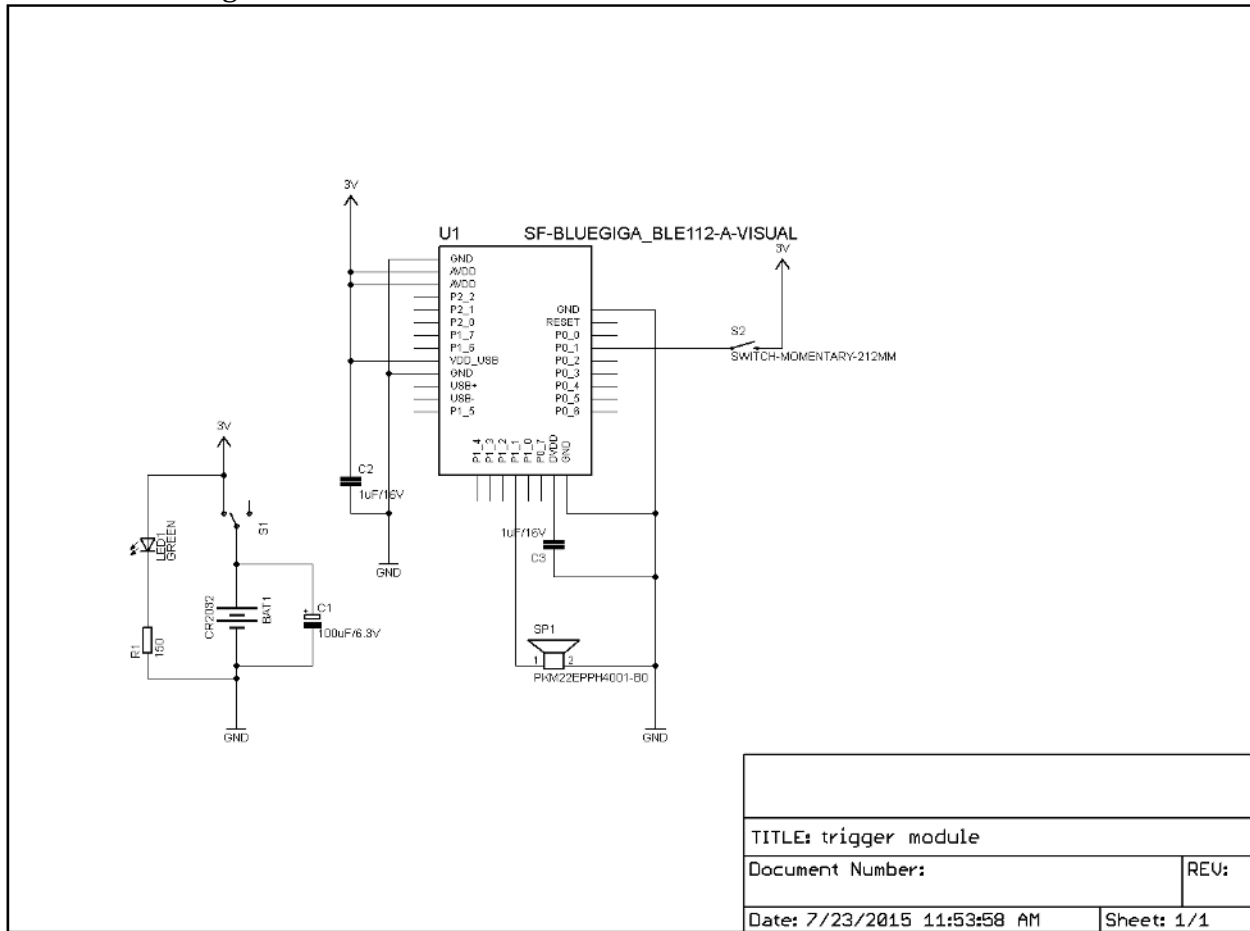 3V
U1 SF-BLUEGIGA_BLE112-A-VISUAL
3V
GND
AVDD
AVDD
P2_2
P2_1
P2_0
P1_7
P1_6
VDD_USB
GND
USB+
USB-
P1_5
GND
RESET
P0_0
P0_1
P0_2
P0_3
P0_4
P0_5
P0_6
P1_4
P1_3
P1_2
P1_1
P1_0
P0_7
DVDD
GND
S2
SWITCH-MOMENTARY-212MM
3V
C2
1uF/16V
GND
S1
LED1
GREEN
R1
150
CR2032
BAT1
C1
+
100uF/6.3V
GND
1uF/16V
C3
SP1
1 2
PKM22EPPH4001-B0
GND
TITLE: trigger module
Document Number:
REV:
Date: 7/23/2015 11:53:58 AM
Sheet: 1/1